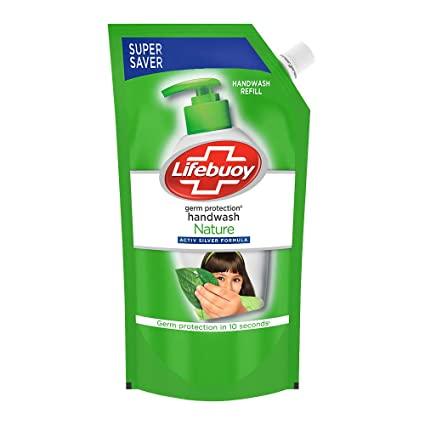 SUPER
SAVER
HANDWASH
REFILL
Lifebuoy
germ protection*
handwash
Nature
ACTIV SILVER FORMULA
Germ protection in 10 seconds*